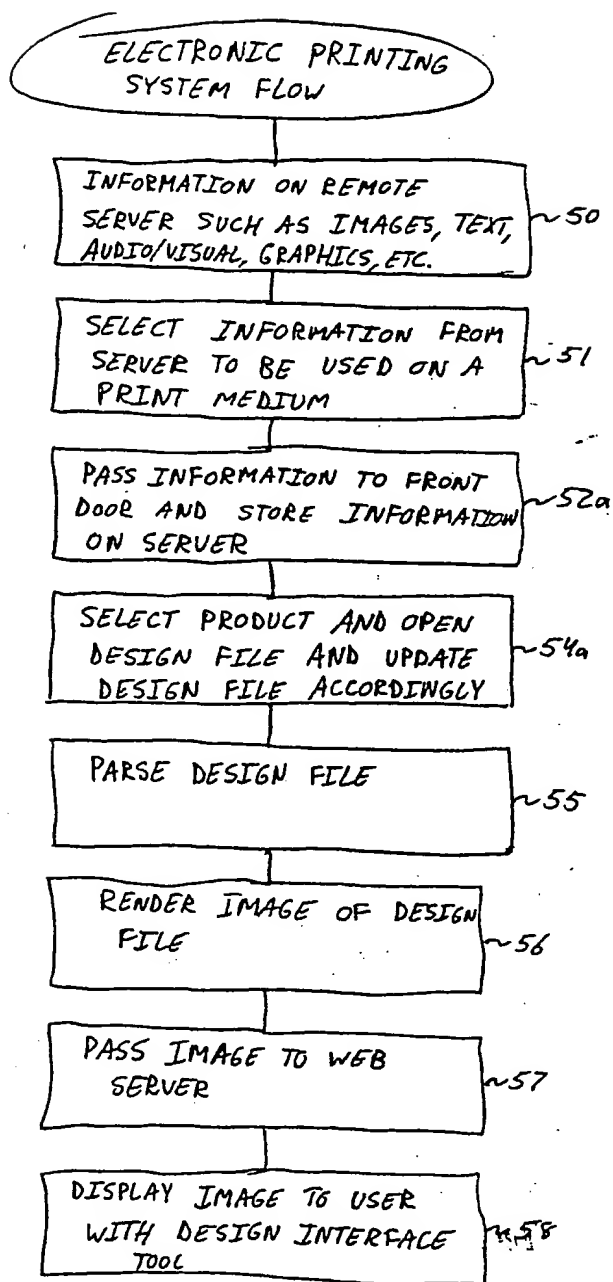 ELECTRONIC PRINTING
SYSTEM FLOW
INFORMATION ON REMOTE
SERVER SUCH AS IMAGES, TEXT,
AUDIO/VISUAL, GRAPHICS, ETC.
50
SELECT INFORMATION FROM
SERVER TO BE USED ON A
PRINT MEDIUM
51
PASS INFORMATION TO FRONT
DOOR AND STORE INFORMATION
ON SERVER
52a
SELECT PRODUCT AND OPEN
DESIGN FILE AND UPDATE
DESIGN FILE ACCORDINGLY
54a
PARSE DESIGN FILE
55
RENDER IMAGE OF DESIGN
FILE
56
PASS IMAGE TO WEB
SERVER
57
DISPLAY IMAGE TO USER
WITH DESIGN INTERFACE
TOOL
58